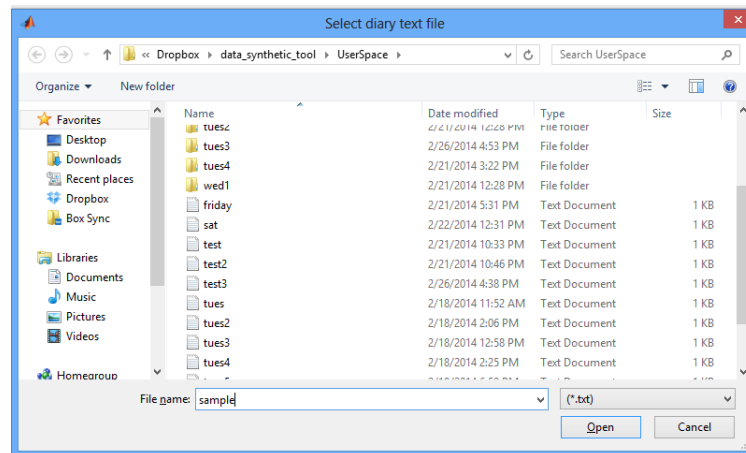 Select diary text file
« Dropbox › data_synthetic_tool › UserSpace ›
Search UserSpace
Organize
New folder
Name Date modified Type Size
tues2 2/21/2014 12:28 PM File folder
tues3 2/26/2014 4:53 PM File folder
tues4 2/21/2014 3:22 PM File folder
wed1 2/21/2014 12:28 PM File folder
friday 2/21/2014 5:31 PM Text Document 1 KB
sat 2/22/2014 12:31 PM Text Document 1 KB
test 2/21/2014 10:33 PM Text Document 1 KB
test2 2/21/2014 10:46 PM Text Document 1 KB
test3 2/26/2014 4:38 PM Text Document 1 KB
tues 2/18/2014 11:52 AM Text Document 1 KB
tues2 2/18/2014 2:06 PM Text Document 1 KB
tues3 2/18/2014 12:58 PM Text Document 1 KB
tues4 2/18/2014 2:25 PM Text Document 1 KB
Favorites
Desktop
Downloads
Recent places
Dropbox
Box Sync
Libraries
Documents
Music
Pictures
Videos
Homegroup
File name: sample
(*.txt)
Open
Cancel